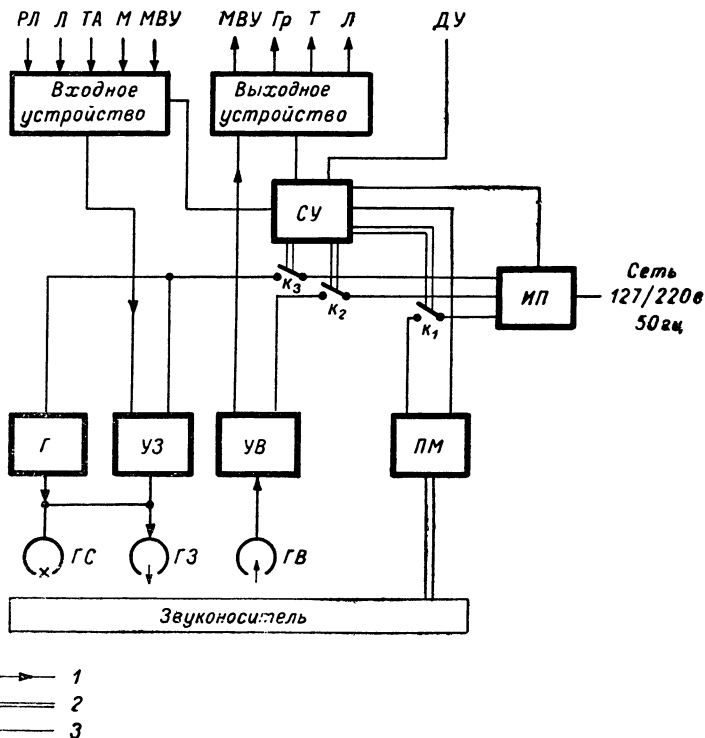 РЛ Л ТА М МВУ
МВУ Гр Т Л
ДУ
Входное
устройство
Выходное
устройство
СУ
К3
К2
К1
ИП
Сеть
127/220в
50гц
Г
УЗ
УВ
ПМ
ГС
ГЗ
ГВ
Звуконоситель
1
2
3